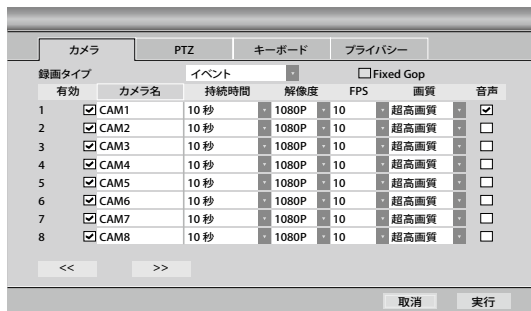 カメラ PTZ キーボード プライバシー
録画タイプ イベント Fixed Gop
有効 カメラ名 持続時間 解像度 FPS 画質 音声
1 CAM1 10 秒 1080P 10 超高画質
2 CAM2 10 秒 1080P 10 超高画質
3 CAM3 10 秒 1080P 10 超高画質
4 CAM4 10 秒 1080P 10 超高画質
5 CAM5 10 秒 1080P 10 超高画質
6 CAM6 10 秒 1080P 10 超高画質
7 CAM7 10 秒 1080P 10 超高画質
8 CAM8 10 秒 1080P 10 超高画質
<< >>
取消 実行